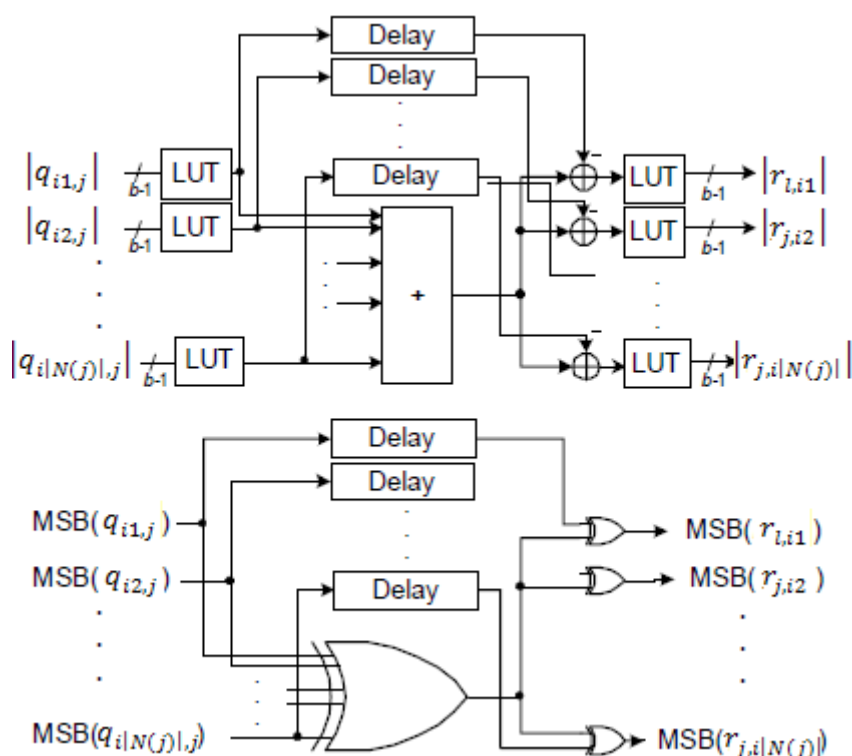 Delay
Delay
|q_{i1,j}| b-1 LUT Delay − LUT b-1 |r_{l,i1}|
|q_{i2,j}| b-1 LUT − LUT b-1 |r_{j,i2}|
+
|q_{i|N(j)|,j}| b-1 LUT − LUT b-1 |r_{j,i|N(j)|}|
Delay
Delay
MSB(q_{i1,j}) MSB(r_{l,i1})
MSB(q_{i2,j}) Delay MSB(r_{j,i2})
MSB(q_{i|N(j)|,j}) MSB(r_{j,i|N(j)|})